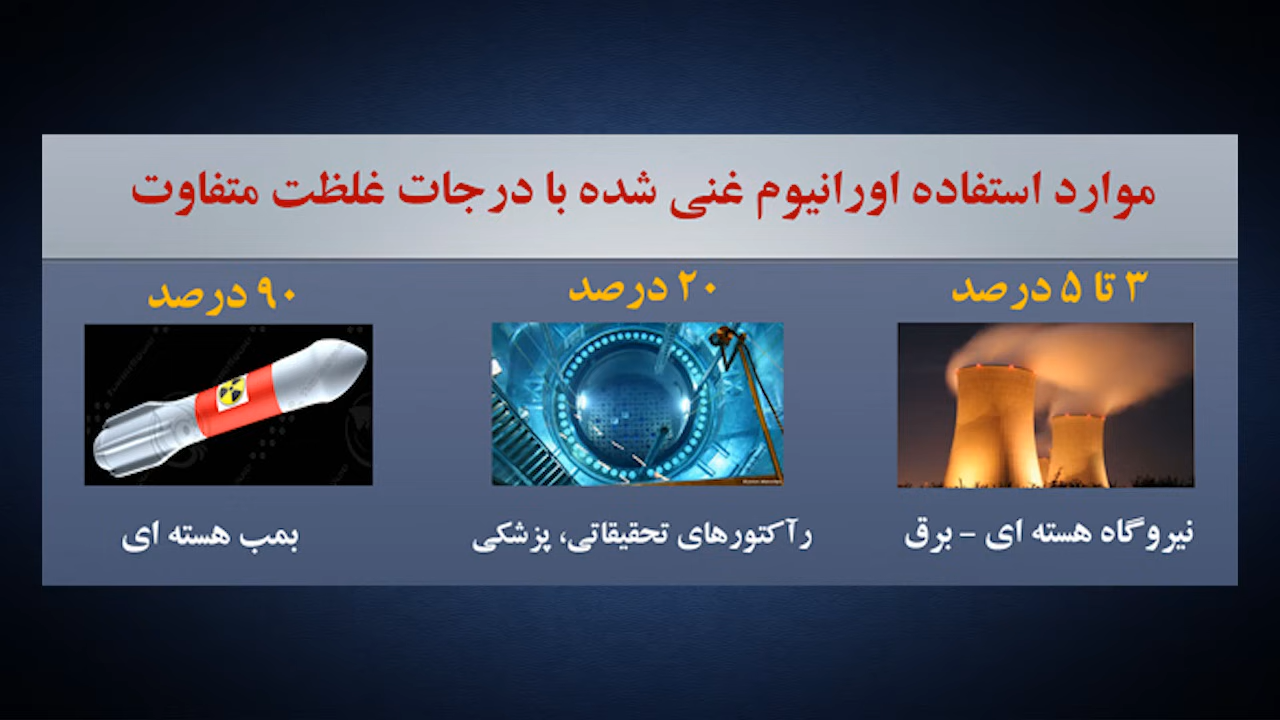 موارد استفاده اورانیوم غنی شده با درجات غلظت متفاوت
۳ تا ۵ درصد
۲۰ درصد
۹۰ درصد
نیروگاه هسته ای - برق
رآکتورهای تحقیقاتی، پزشکی
بمب هسته ای